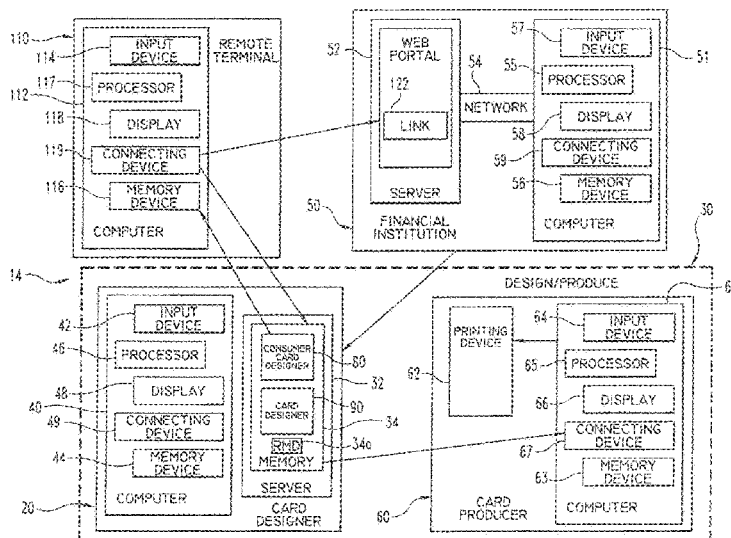 110
114
117
112
118
119
116
INPUT DEVICE
PROCESSOR
DISPLAY
CONNECTING DEVICE
MEMORY DEVICE
COMPUTER
REMOTE TERMINAL
52
WEB PORTAL
122
LINK
SERVER
50
FINANCIAL INSTITUTION
54
NETWORK
57
55
58
59
56
INPUT DEVICE
PROCESSOR
DISPLAY
CONNECTING DEVICE
MEMORY DEVICE
COMPUTER
51
14
30
DESIGN/PRODUCE
42
46
48
40
49
44
20
INPUT DEVICE
PROCESSOR
DISPLAY
CONNECTING DEVICE
MEMORY DEVICE
COMPUTER
CONSUMER CARD DESIGNER
80
CARD DESIGNER
90
32
34
RMD
MEMORY
SERVER
CARD DESIGNER
PRINTING DEVICE
62
60
CARD PRODUCER
64
65
66
67
63
INPUT DEVICE
PROCESSOR
DISPLAY
CONNECTING DEVICE
MEMORY DEVICE
COMPUTER